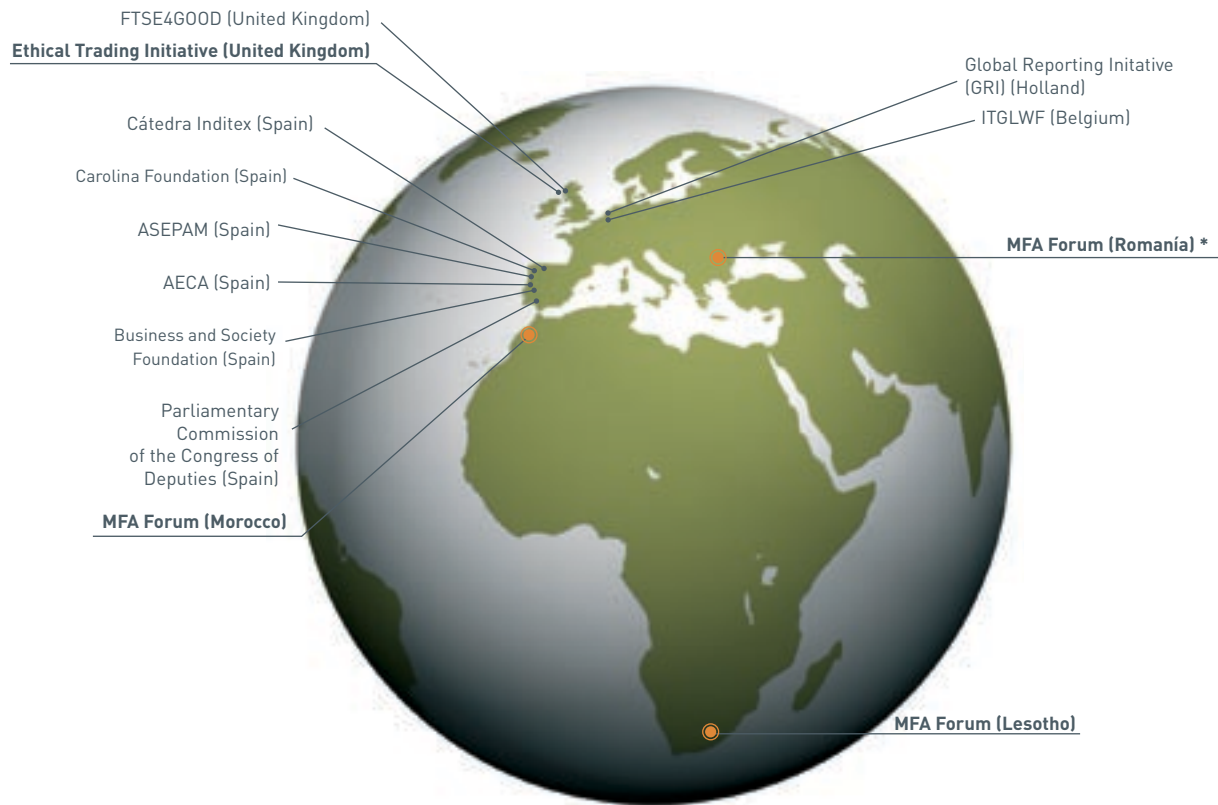 FTSE4GOOD (United Kingdom)
Ethical Trading Initiative (United Kingdom)
Cátedra Inditex (Spain)
Carolina Foundation (Spain)
ASEPAM (Spain)
AECA (Spain)
Business and Society
Foundation (Spain)
Parliamentary
Commission
of the Congress of
Deputies (Spain)
MFA Forum (Morocco)
Global Reporting Initative
(GRI) (Holland)
ITGLWF (Belgium)
MFA Forum (Romanía) *
MFA Forum (Lesotho)